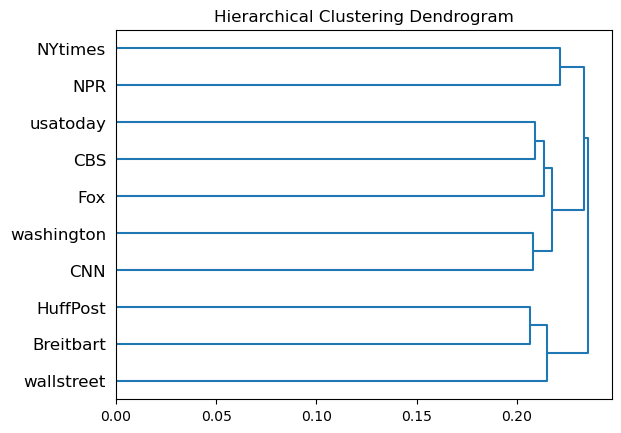 Hierarchical Clustering Dendrogram
NYtimes
NPR
usatoday
CBS
Fox
washington
CNN
HuffPost
Breitbart
wallstreet
0.00 0.05 0.10 0.15 0.20